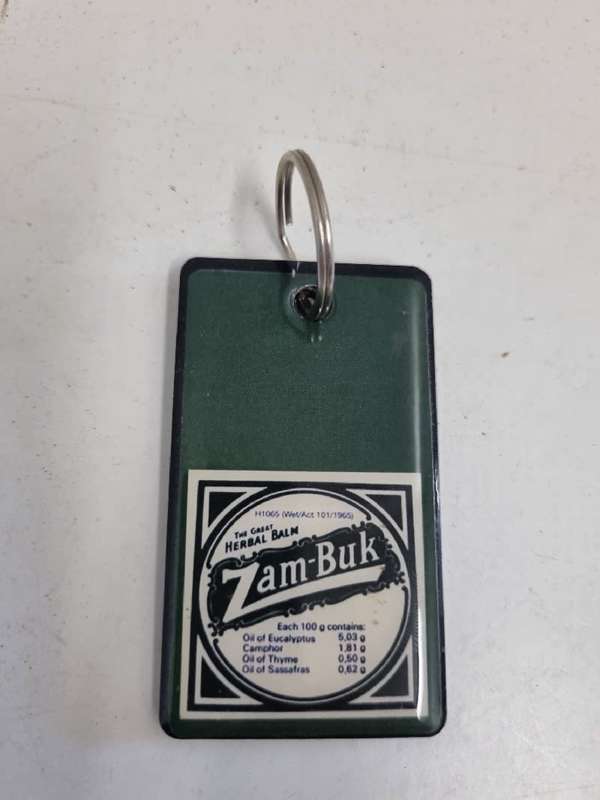 H1065 (Wet/Act 101/1965)
THE GREAT
HERBAL BALM
Zam-Buk
Each 100 g contains:
Oil of Eucalyptus 5,03 g
Camphor 1,81 g
Oil of Thyme 0,50 g
Oil of Sassafras 0,62 g